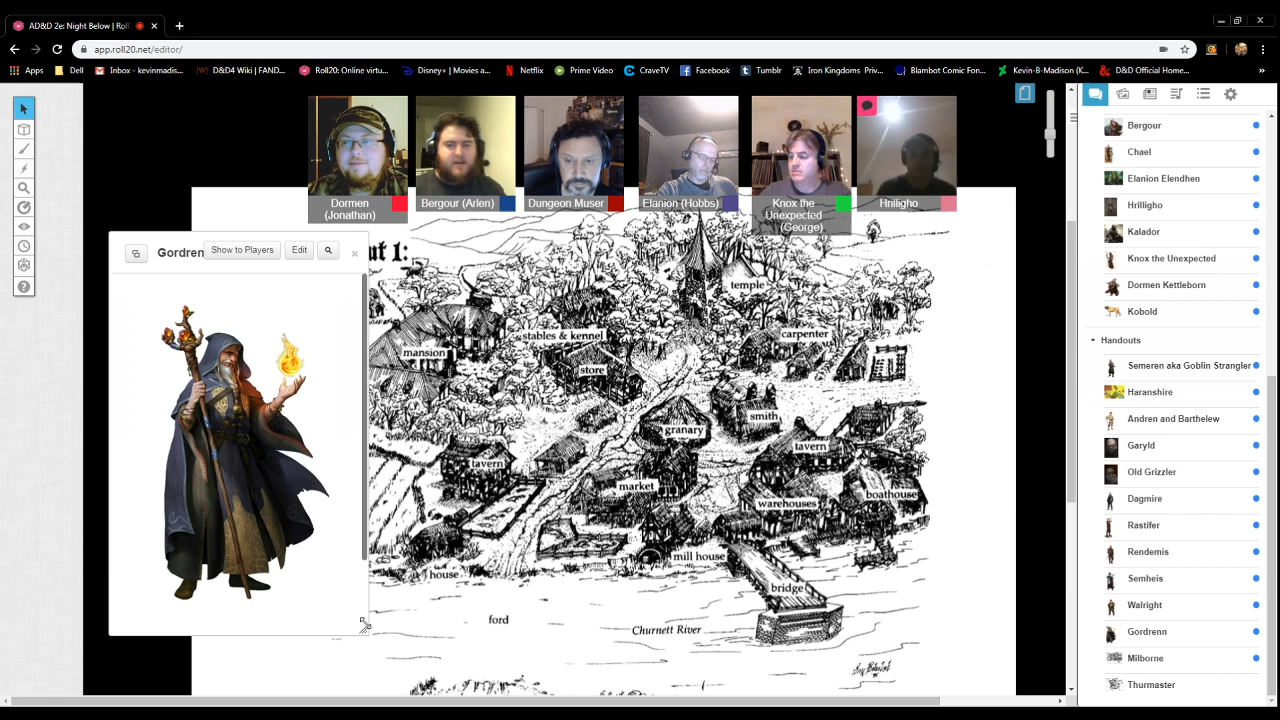 AD&D 2e: Night Below | Roll
app.roll20.net/editor/
Apps
Dell
Inbox - kevinmadis...
D&D4 Wiki | FAND...
Roll20: Online virtu...
Disney+ | Movies a...
Netflix
Prime Video
CraveTV
Facebook
Tumblr
Iron Kingdoms Priv...
Blambot Comic Fon...
Kevin-B-Madison (K...
D&D Official Home...
»
Dormen
(Jonathan)
Bergour (Arlen)
Dungeon Muser
Elanion (Hobbs)
Knox the
Unexpected
(George)
Hriligho
Gordrenn
Show to Players
Edit
1:
temple
stables & kennel
carpenter
mansion
store
smith
granary
tavern
tavern
market
warehouses
boathouse
mill house
house
bridge
ford
Churnett River
Bergour
Chael
Elanion Elendhen
Hriligho
Kalador
Knox the Unexpected
Dormen Kettleborn
Kobold
Handouts
Semeren aka Goblin Strangler
Haranshire
Andren and Barthelew
Garyld
Old Grizzler
Dagmire
Rastifer
Rendemis
Semheis
Walright
Gordrenn
Milborne
Thurmaster